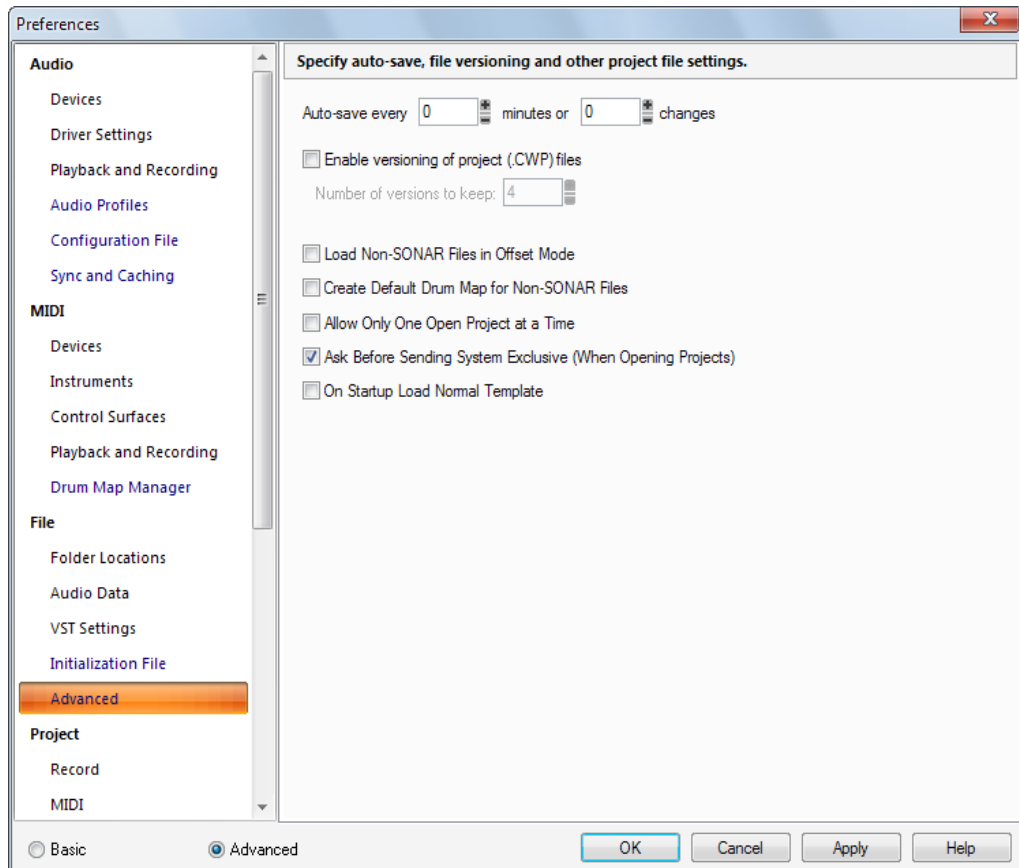 Preferences
Audio
Devices
Driver Settings
Playback and Recording
Audio Profiles
Configuration File
Sync and Caching
MIDI
Devices
Instruments
Control Surfaces
Playback and Recording
Drum Map Manager
File
Folder Locations
Audio Data
VST Settings
Initialization File
Advanced
Project
Record
MIDI
Basic
Advanced
Specify auto-save, file versioning and other project file settings.
Auto-save every 0 minutes or 0 changes
Enable versioning of project (.CWP) files
Number of versions to keep: 4
Load Non-SONAR Files in Offset Mode
Create Default Drum Map for Non-SONAR Files
Allow Only One Open Project at a Time
Ask Before Sending System Exclusive (When Opening Projects)
On Startup Load Normal Template
OK
Cancel
Apply
Help